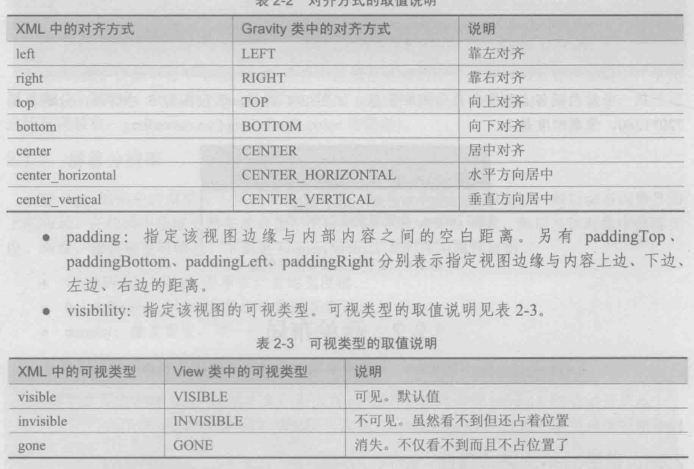 表 2-2 对齐方式的取值说明
XML 中的对齐方式 Gravity 类中的对齐方式 说明
left LEFT 靠左对齐
right RIGHT 靠右对齐
top TOP 向上对齐
bottom BOTTOM 向下对齐
center CENTER 居中对齐
center_horizontal CENTER_HORIZONTAL 水平方向居中
center_vertical CENTER_VERTICAL 垂直方向居中
● padding：指定该视图边缘与内部内容之间的空白距离。另有 paddingTop、
paddingBottom、paddingLeft、paddingRight 分别表示指定视图边缘与内容上边、下边、
左边、右边的距离。
● visibility：指定该视图的可视类型。可视类型的取值说明见表 2-3。
表 2-3 可视类型的取值说明
XML 中的可视类型 View 类中的可视类型 说明
visible VISIBLE 可见。默认值
invisible INVISIBLE 不可见。虽然看不到但还占着位置
gone GONE 消失。不仅看不到而且不占位置了